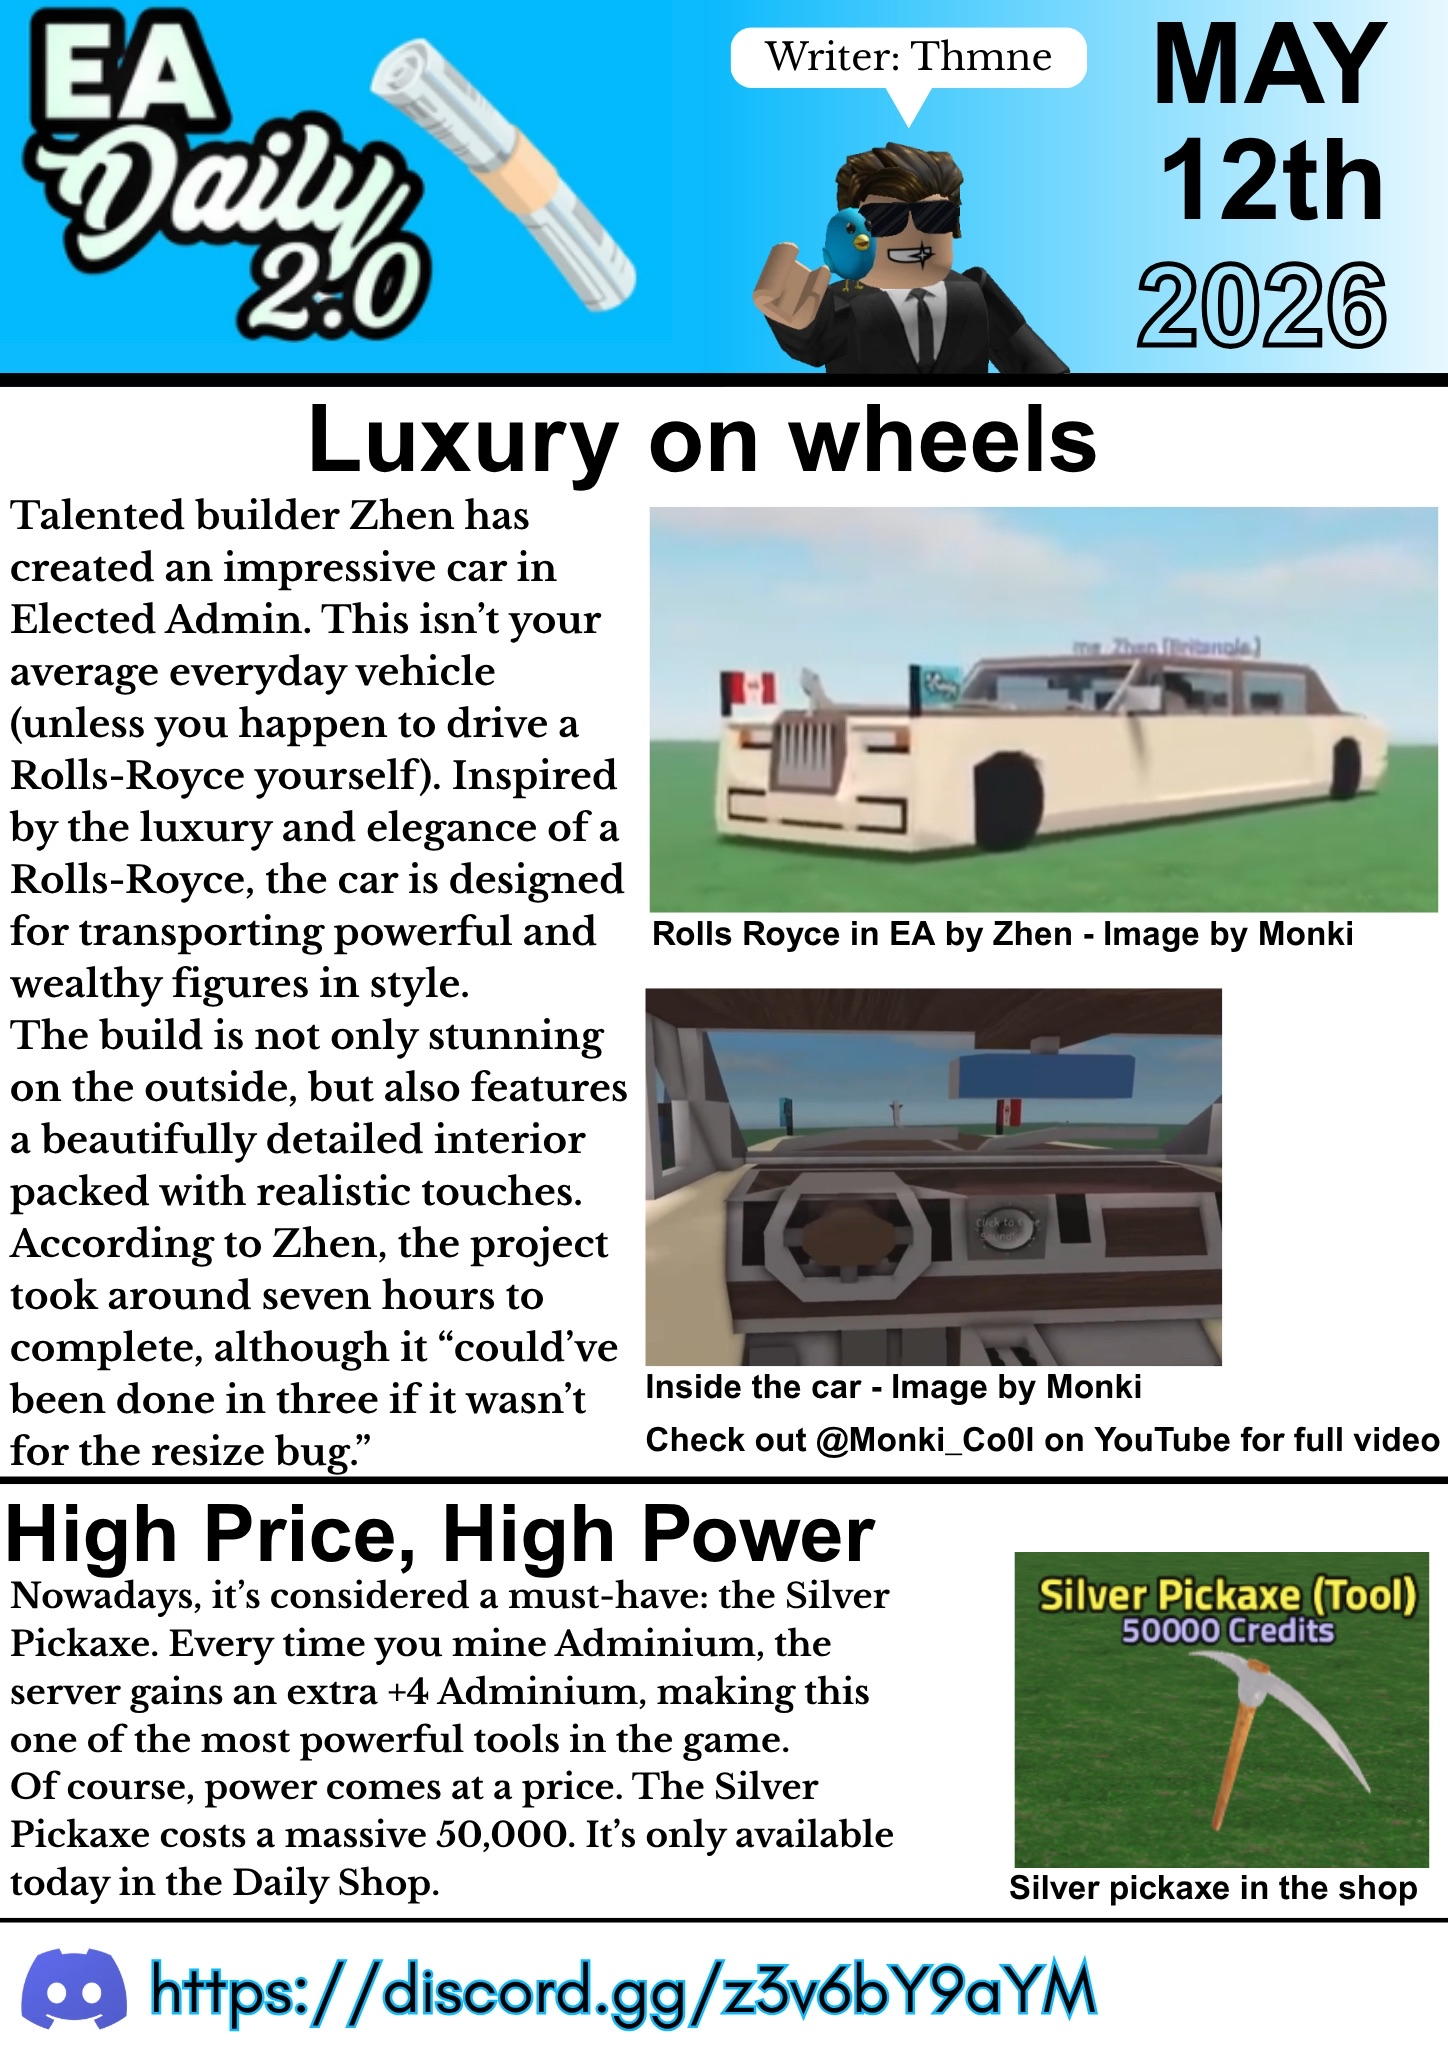 EA
Daily
2.0
Writer: Thmne
MAY
12th
2026
Luxury on wheels
Talented builder Zhen has
created an impressive car in
Elected Admin. This isn’t your
average everyday vehicle
(unless you happen to drive a
Rolls-Royce yourself). Inspired
by the luxury and elegance of a
Rolls-Royce, the car is designed
for transporting powerful and
wealthy figures in style.
The build is not only stunning
on the outside, but also features
a beautifully detailed interior
packed with realistic touches.
According to Zhen, the project
took around seven hours to
complete, although it “could’ve
been done in three if it wasn’t
for the resize bug.”
Zhen
Rolls Royce in EA by Zhen - Image by Monki
Click to
Inside the car - Image by Monki
Check out @Monki_Co0l on YouTube for full video
High Price, High Power
Nowadays, it’s considered a must-have: the Silver
Pickaxe. Every time you mine Adminium, the
server gains an extra +4 Adminium, making this
one of the most powerful tools in the game.
Of course, power comes at a price. The Silver
Pickaxe costs a massive 50,000. It’s only available
today in the Daily Shop.
Silver Pickaxe (Tool)
50000 Credits
Silver pickaxe in the shop
https://discord.gg/z3v6bY9aYM